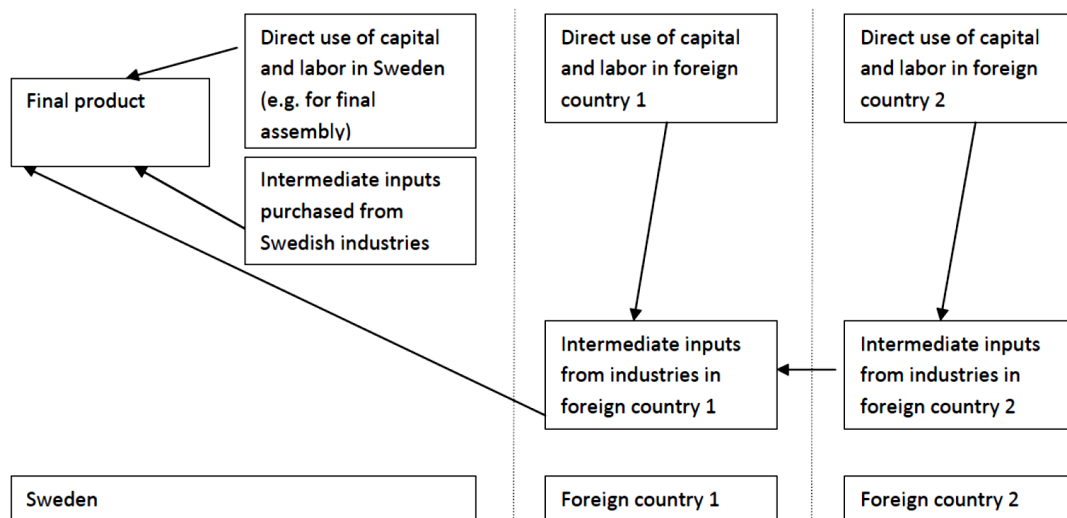 Final product
Direct use of capital
and labor in Sweden
(e.g. for final
assembly)
Intermediate inputs
purchased from
Swedish industries
Direct use of capital
and labor in foreign
country 1
Direct use of capital
and labor in foreign
country 2
Intermediate inputs
from industries in
foreign country 1
Intermediate inputs
from industries in
foreign country 2
Sweden
Foreign country 1
Foreign country 2